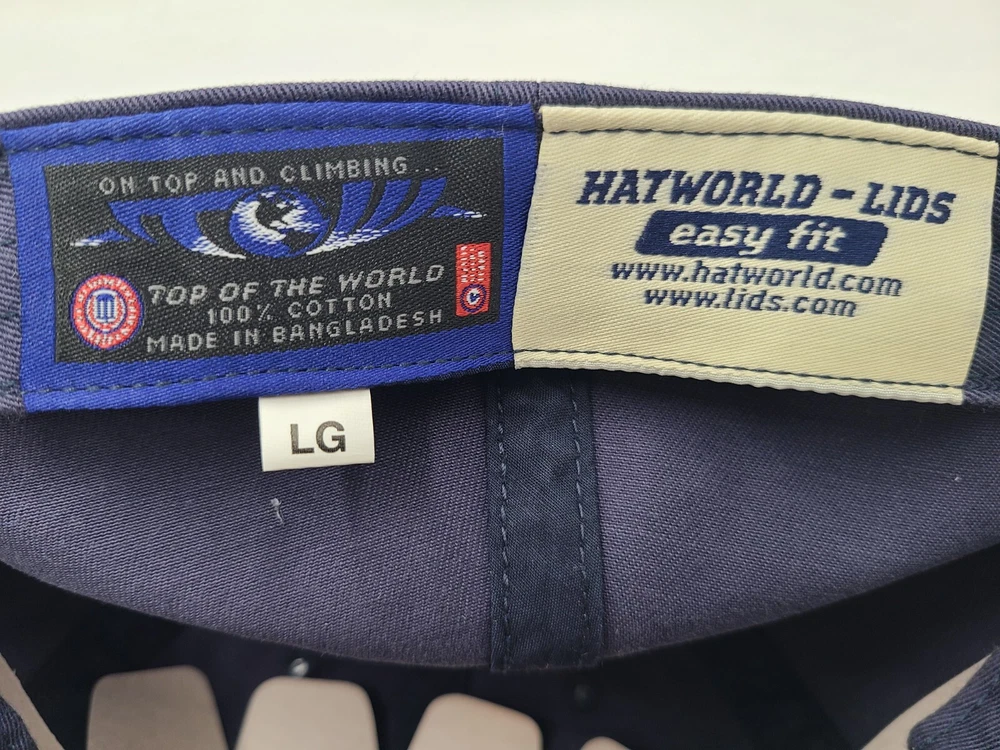 ON TOP AND CLIMBING...
TOW
TOP OF THE WORLD
100% COTTON
MADE IN BANGLADESH
LG
HATWORLD - LIDS
easy fit
www.hatworld.com
www.lids.com